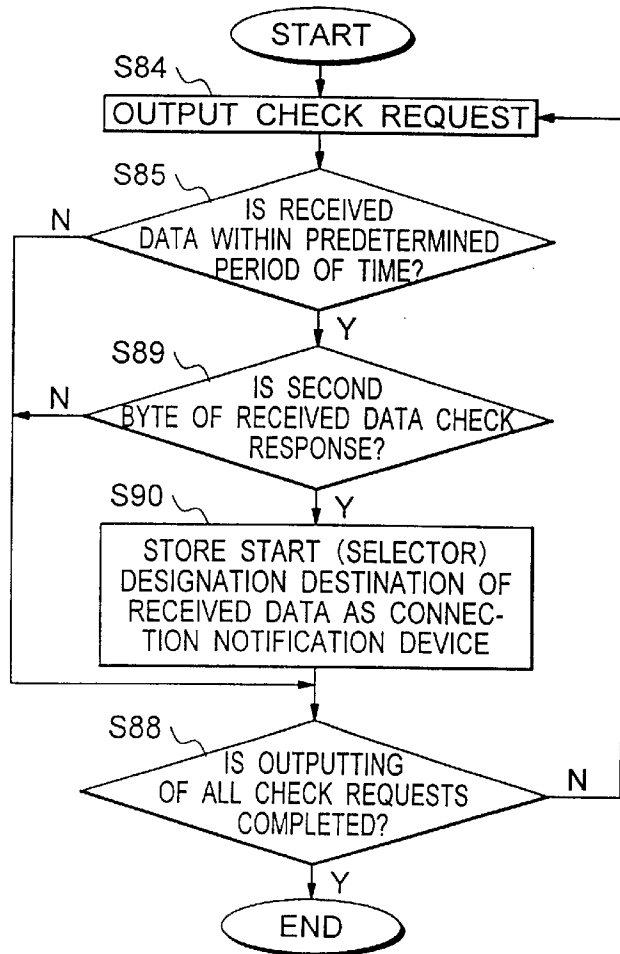 START
S84
OUTPUT CHECK REQUEST
S85
IS RECEIVED
N
DATA WITHIN PREDETERMINED
PERIOD OF TIME?
Y
S89
IS SECOND
N
BYTE OF RECEIVED DATA CHECK
RESPONSE?
Y
S90
STORE START (SELECTOR)
DESIGNATION DESTINATION OF
RECEIVED DATA AS CONNEC-
TION NOTIFICATION DEVICE
S88
IS OUTPUTTING
OF ALL CHECK REQUESTS
N
COMPLETED?
Y
END